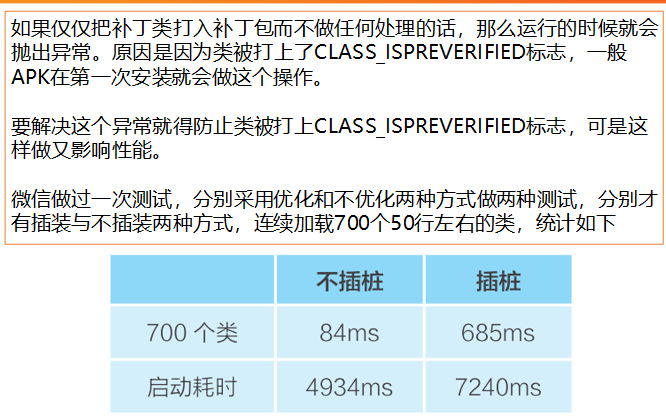 如果仅仅把补丁类打入补丁包而不做任何处理的话，那么运行的时候就会
抛出异常。原因是因为类被打上了CLASS_ISPREVERIFIED标志，一般
APK在第一次安装就会做这个操作。
要解决这个异常就得防止类被打上CLASS_ISPREVERIFIED标志，可是这
样做又影响性能。
微信做过一次测试，分别采用优化和不优化两种方式做两种测试，分别才
有插装与不插装两种方式，连续加载700个50行左右的类，统计如下
不插桩 插桩
700 个类 84ms 685ms
启动耗时 4934ms 7240ms